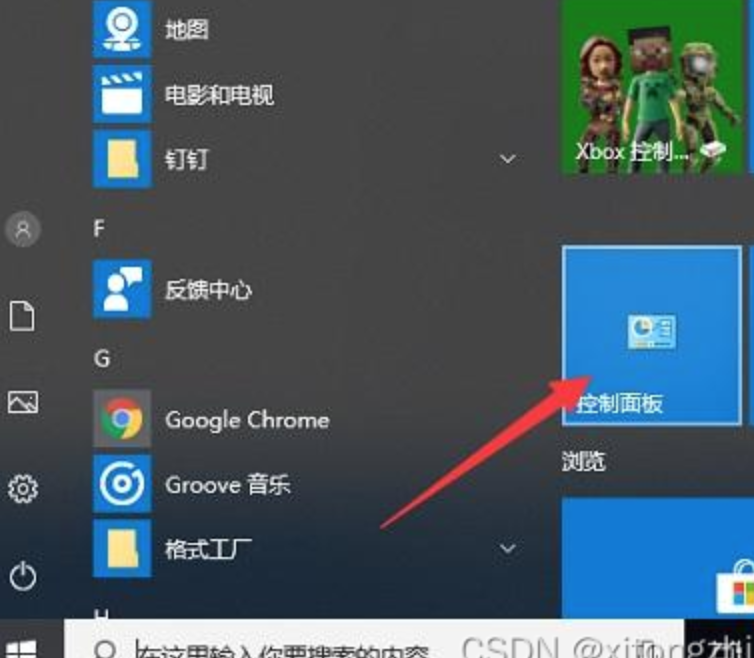 地图
电影和电视
钉钉
F
反馈中心
G
Google Chrome
Groove 音乐
格式工厂
H
Xbox 控制...
控制面板
浏览
在这里输入你要搜索的内容
CSDN @xitongzhi